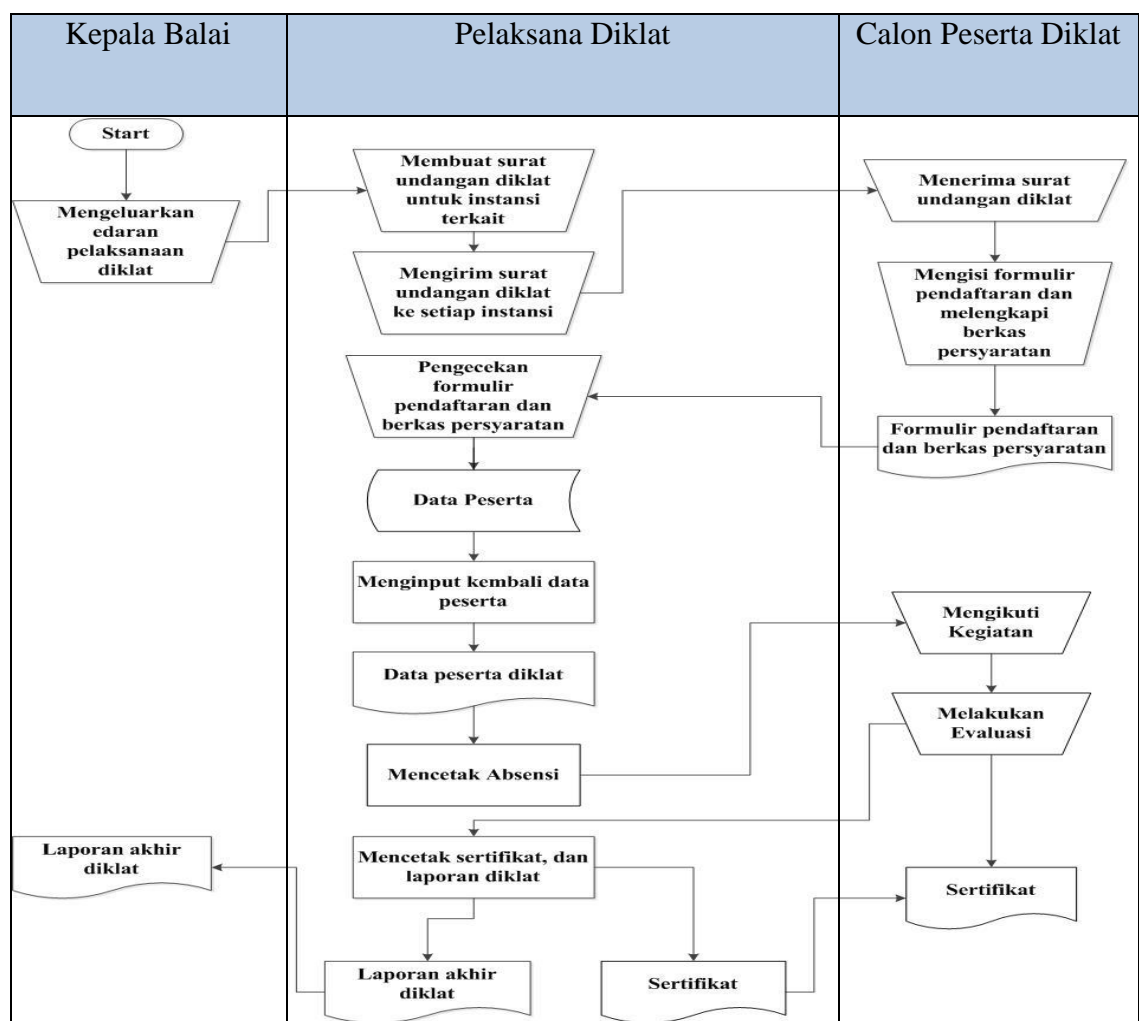 Kepala Balai
Pelaksana Diklat
Calon Peserta Diklat
Start
Mengeluarkan
edaran
pelaksanaan
diklat
Membuat surat
undangan diklat
untuk instansi
terkait
Mengirim surat
undangan diklat
ke setiap instansi
Menerima surat
undangan diklat
Mengisi formulir
pendaftaran dan
melengkapi
berkas
persyaratan
Formulir pendaftaran
dan berkas persyaratan
Pengecekan
formulir
pendaftaran dan
berkas persyaratan
Data Peserta
Menginput kembali data
peserta
Data peserta diklat
Mencetak Absensi
Mengikuti
Kegiatan
Melakukan
Evaluasi
Mencetak sertifikat, dan
laporan diklat
Laporan akhir
diklat
Sertifikat
Laporan akhir
diklat
Sertifikat